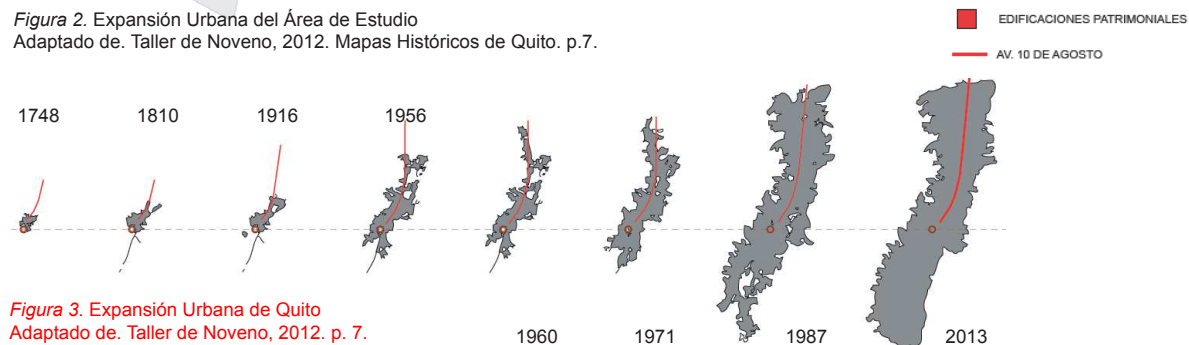 Figura 2. Expansión Urbana del Área de Estudio
Adaptado de. Taller de Noveno, 2012. Mapas Históricos de Quito. p.7.
EDIFICACIONES PATRIMONIALES
AV. 10 DE AGOSTO
1748
1810
1916
1956
Figura 3. Expansión Urbana de Quito
Adaptado de. Taller de Noveno, 2012. p. 7.
1960
1971
1987
2013